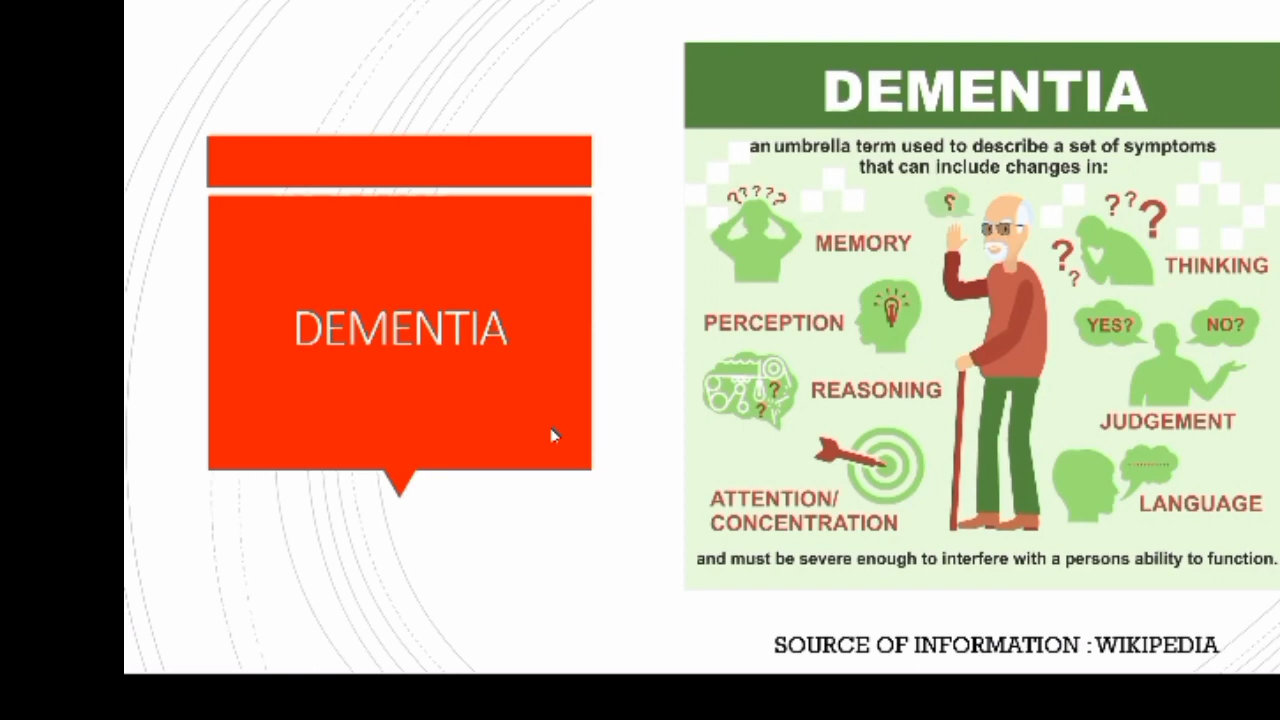 DEMENTIA
DEMENTIA
an umbrella term used to describe a set of symptoms
that can include changes in:
? ? ? ?
?
? ? ?
? ?
MEMORY
THINKING
PERCEPTION
YES? NO?
REASONING
? ?
JUDGEMENT
ATTENTION/
CONCENTRATION
LANGUAGE
and must be severe enough to interfere with a persons ability to function.
SOURCE OF INFORMATION : WIKIPEDIA